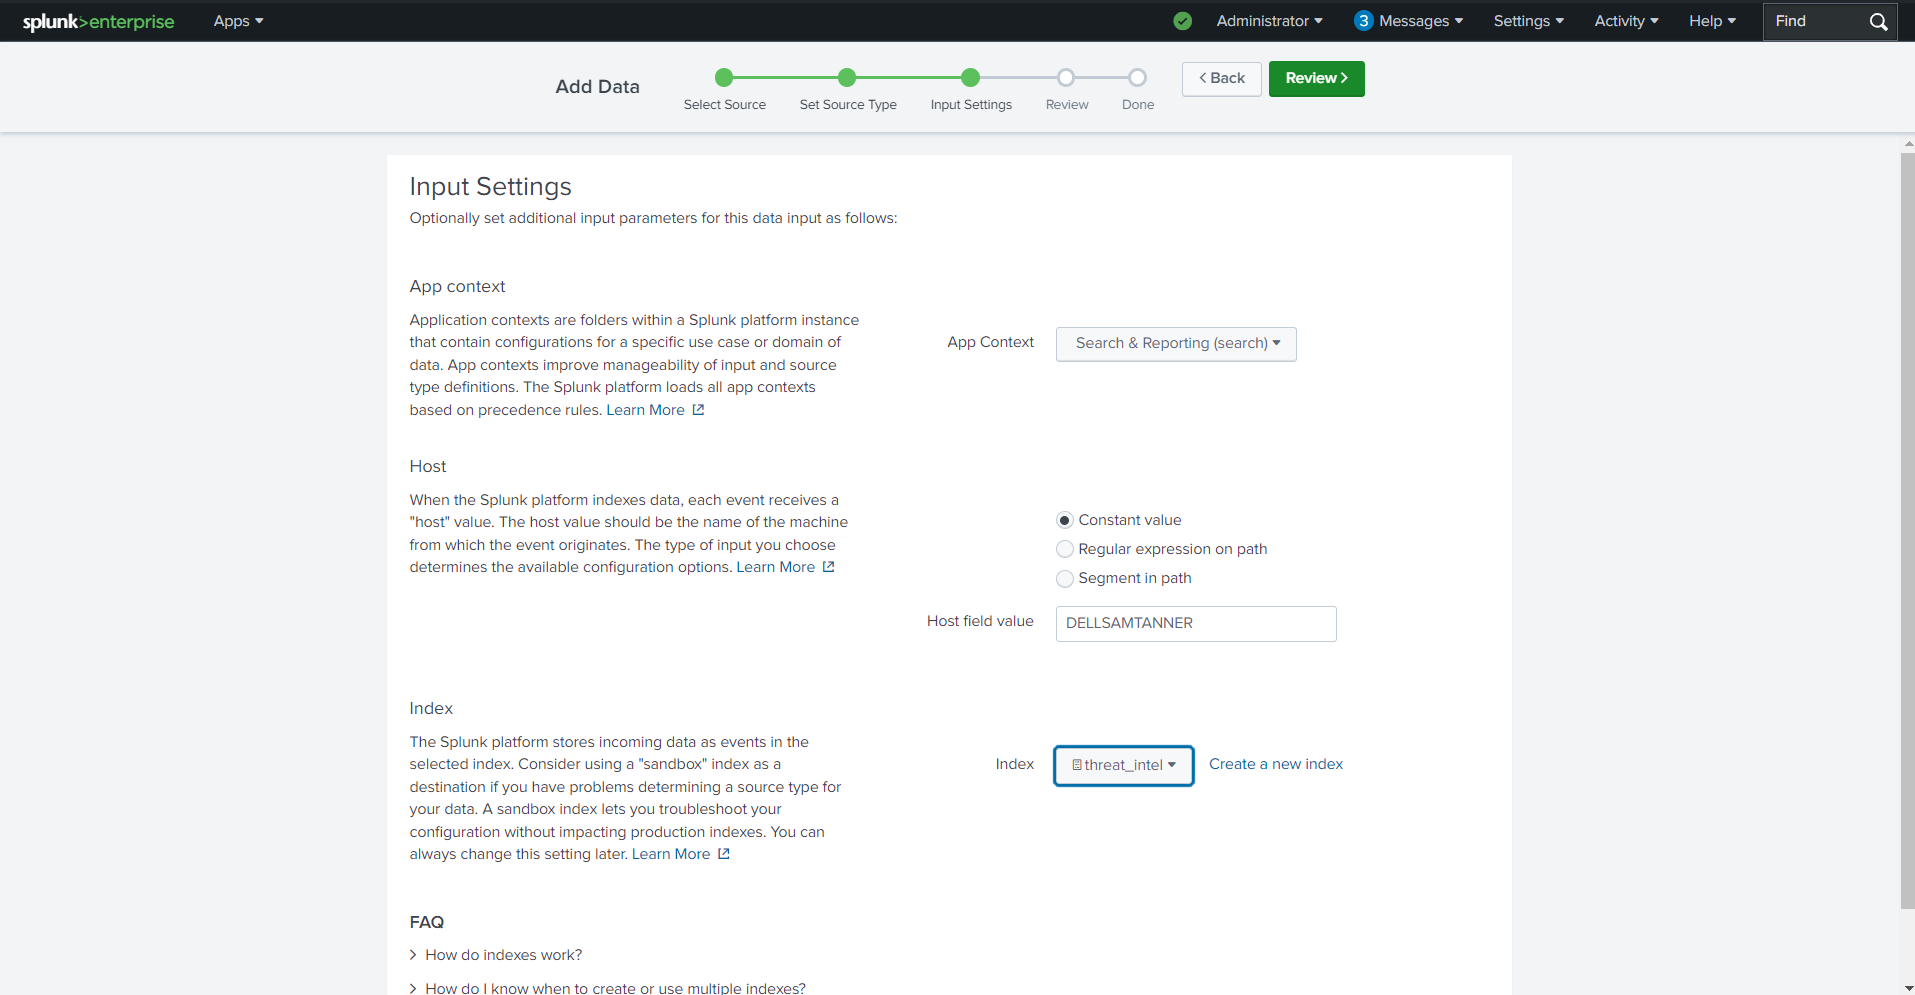 splunk>enterprise Apps Administrator 3 Messages Settings Activity Help Find
Add Data
Select Source Set Source Type Input Settings Review Done
Back Review
Input Settings
Optionally set additional input parameters for this data input as follows:
App context
Application contexts are folders within a Splunk platform instance
that contain configurations for a specific use case or domain of
data. App contexts improve manageability of input and source
type definitions. The Splunk platform loads all app contexts
based on precedence rules. Learn More
App Context Search & Reporting (search)
Host
When the Splunk platform indexes data, each event receives a
"host" value. The host value should be the name of the machine
from which the event originates. The type of input you choose
determines the available configuration options. Learn More
Constant value
Regular expression on path
Segment in path
Host field value DELLSAMTANNER
Index
The Splunk platform stores incoming data as events in the
selected index. Consider using a "sandbox" index as a
destination if you have problems determining a source type for
your data. A sandbox index lets you troubleshoot your
configuration without impacting production indexes. You can
always change this setting later. Learn More
Index threat_intel Create a new index
FAQ
How do indexes work?
How do I know when to create or use multiple indexes?